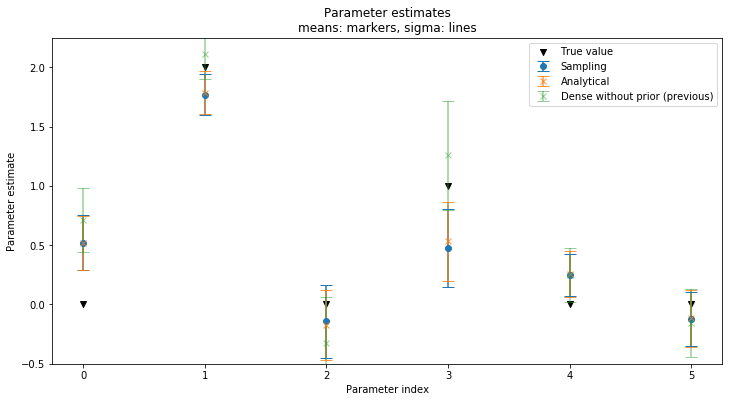 Parameter estimates
means: markers, sigma: lines
True value
Sampling
Analytical
Dense without prior (previous)
Parameter estimate
2.0
1.5
1.0
0.5
0.0
−0.5
0 1 2 3 4 5
Parameter index